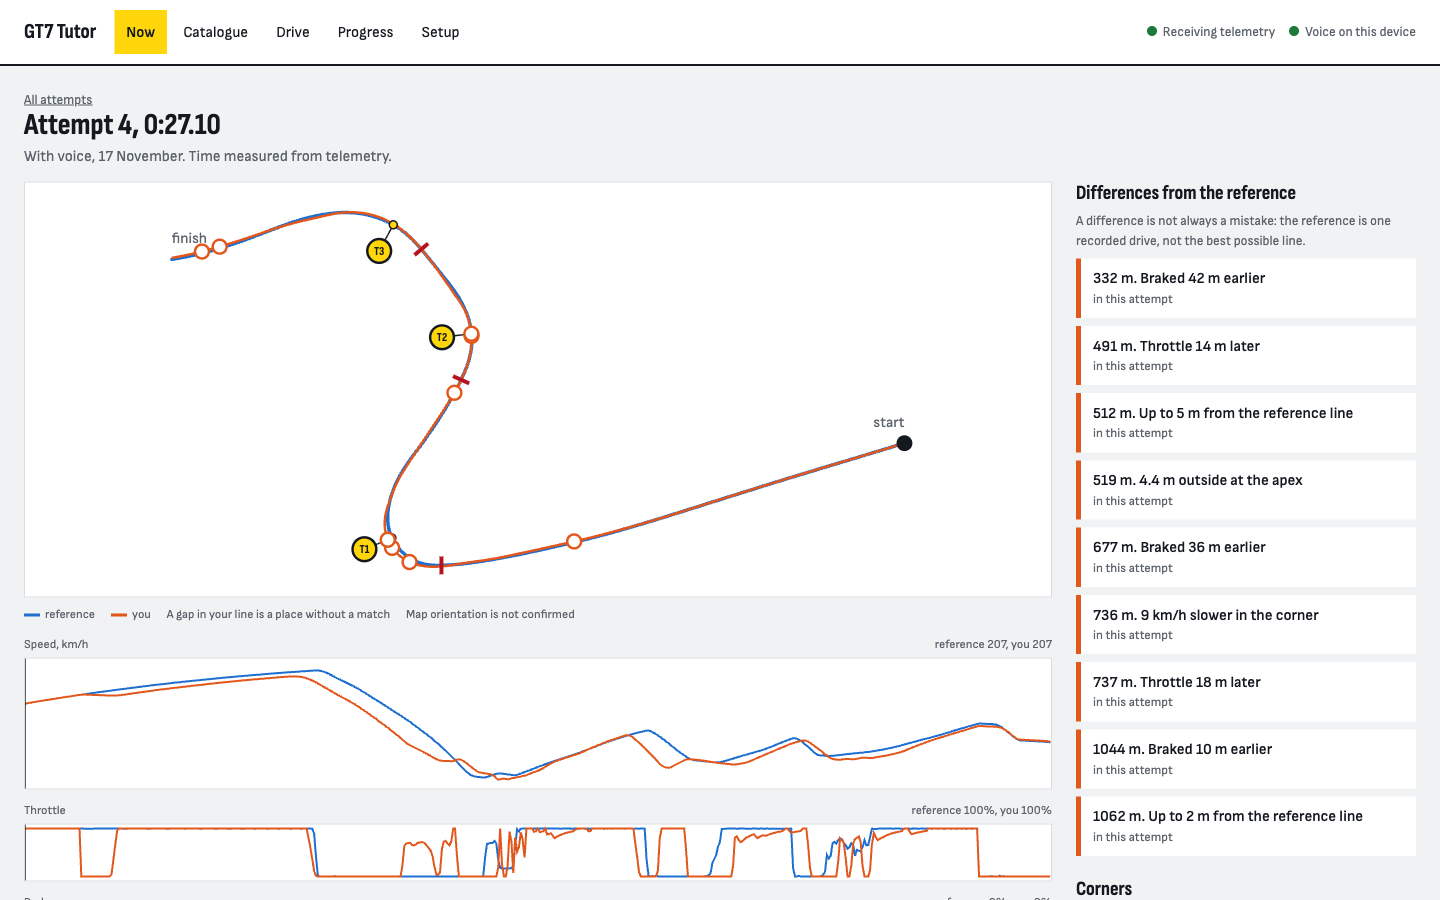 GT7 Tutor
Now
Catalogue
Drive
Progress
Setup
Receiving telemetry
Voice on this device
All attempts
Attempt 4, 0:27.10
With voice, 17 November. Time measured from telemetry.
finish
T3
T2
start
T1
reference
you
A gap in your line is a place without a match
Map orientation is not confirmed
Speed, km/h
reference 207, you 207
Throttle
reference 100%, you 100%
Differences from the reference
A difference is not always a mistake: the reference is one
recorded drive, not the best possible line.
332 m. Braked 42 m earlier
in this attempt
491 m. Throttle 14 m later
in this attempt
512 m. Up to 5 m from the reference line
in this attempt
519 m. 4.4 m outside at the apex
in this attempt
677 m. Braked 36 m earlier
in this attempt
736 m. 9 km/h slower in the corner
in this attempt
737 m. Throttle 18 m later
in this attempt
1044 m. Braked 10 m earlier
in this attempt
1062 m. Up to 2 m from the reference line
in this attempt
Corners